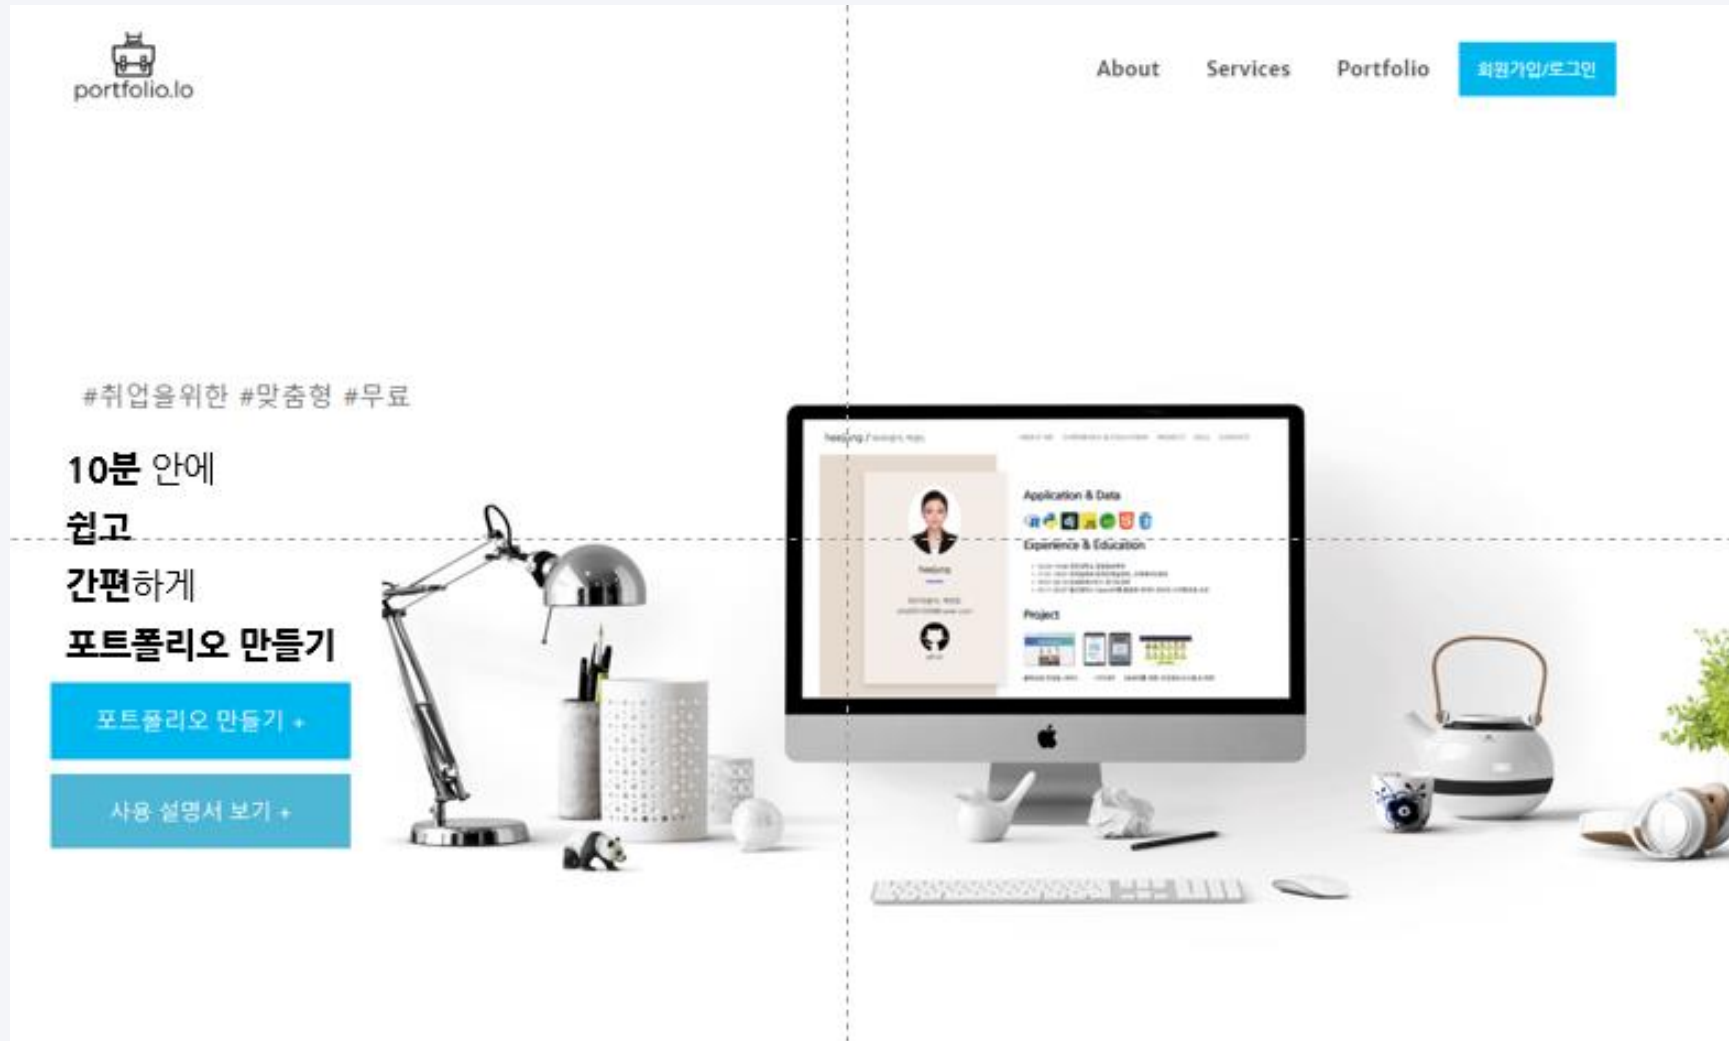 portfolio.lo
About Services Portfolio 회원가입/로그인
#취업을위한 #맞춤형 #무료
10분 안에
쉽고
간편하게
포트폴리오 만들기
포트폴리오 만들기 +
사용 설명서 보기 +
heejung /
Application & Data
Experience & Education
heejung
Project